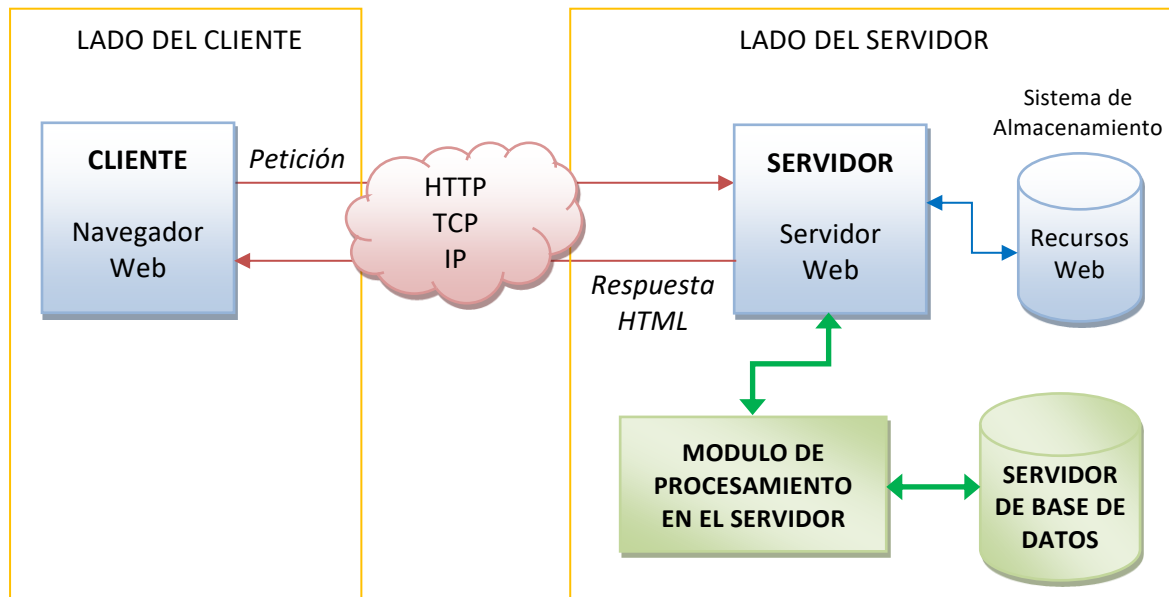 LADO DEL CLIENTE
LADO DEL SERVIDOR
CLIENTE
Navegador
Web
Petición
HTTP
TCP
IP
Respuesta
HTML
SERVIDOR
Servidor
Web
Sistema de
Almacenamiento
Recursos
Web
MODULO DE
PROCESAMIENTO
EN EL SERVIDOR
SERVIDOR
DE BASE DE
DATOS